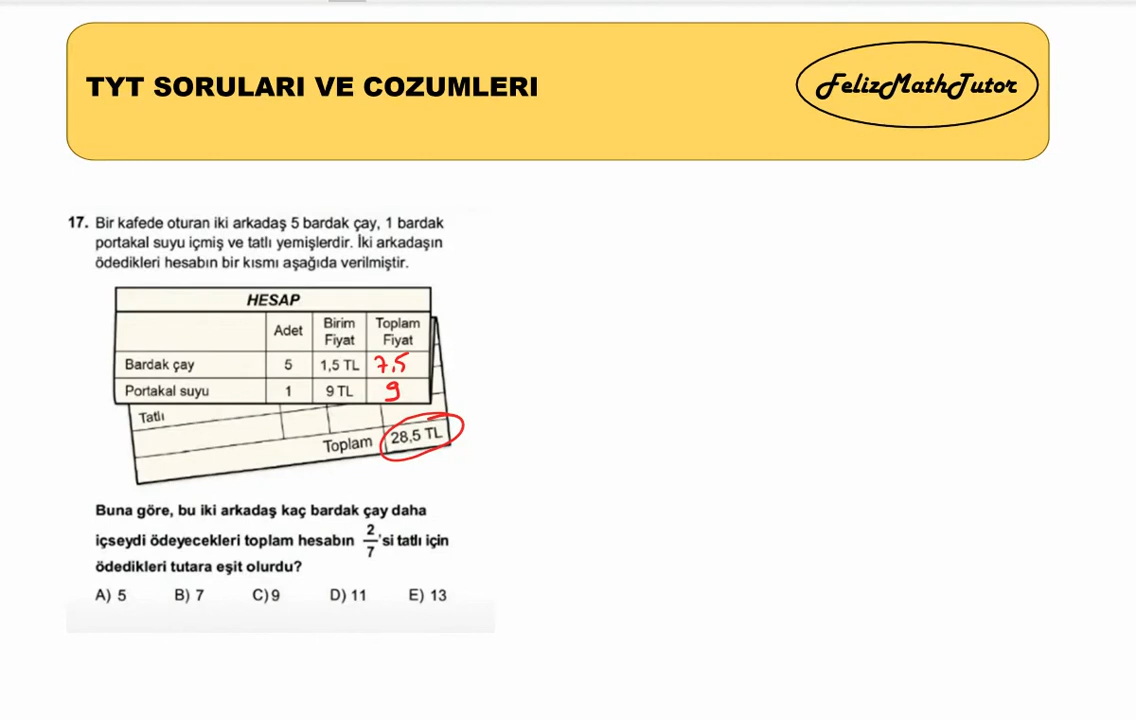 TYT SORULARI VE COZUMLERI
FelizMathTutor
17. Bir kafede oturan iki arkadaş 5 bardak çay, 1 bardak
portakal suyu içmiş ve tatlı yemişlerdir. İki arkadaşın
ödedikleri hesabın bir kısmı aşağıda verilmiştir.
HESAP
Adet Birim Fiyat Toplam Fiyat
Bardak çay 5 1,5 TL 7,5
Portakal suyu 1 9 TL 9
Tatlı
Toplam 28,5 TL
Buna göre, bu iki arkadaş kaç bardak çay daha
içseydi ödeyecekleri toplam hesabın 2/7'si tatlı için
ödedikleri tutara eşit olurdu?
A) 5 B) 7 C) 9 D) 11 E) 13